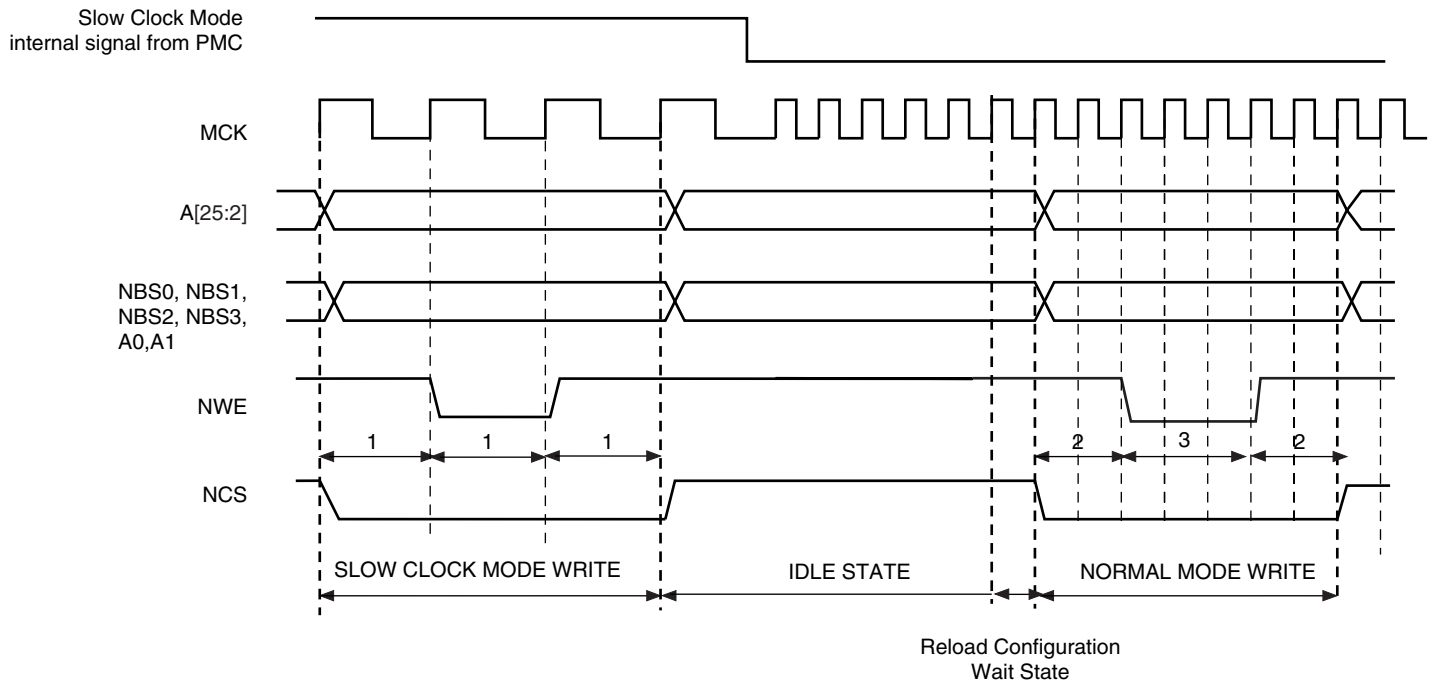 Slow Clock Mode
internal signal from PMC
MCK
A[25:2]
NBS0, NBS1,
NBS2, NBS3,
A0,A1
NWE
1 1 1 2 3 2
NCS
SLOW CLOCK MODE WRITE IDLE STATE NORMAL MODE WRITE
Reload Configuration
Wait State